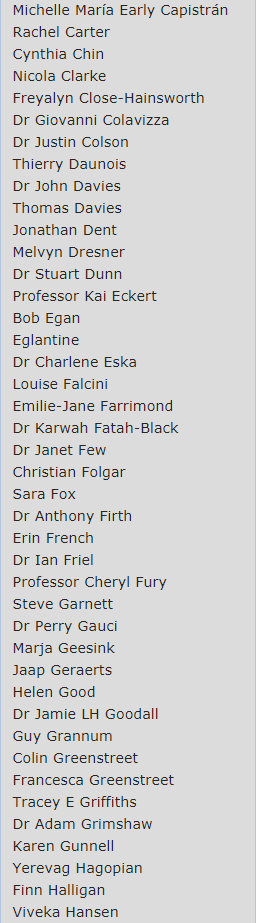 Michelle María Early Capistrán
Rachel Carter
Cynthia Chin
Nicola Clarke
Freyalyn Close-Hainsworth
Dr Giovanni Colavizza
Dr Justin Colson
Thierry Daunois
Dr John Davies
Thomas Davies
Jonathan Dent
Melvyn Dresner
Dr Stuart Dunn
Professor Kai Eckert
Bob Egan
Eglantine
Dr Charlene Eska
Louise Falcini
Emilie-Jane Farrimond
Dr Karwah Fatah-Black
Dr Janet Few
Christian Folgar
Sara Fox
Dr Anthony Firth
Erin French
Dr Ian Friel
Professor Cheryl Fury
Steve Garnett
Dr Perry Gauci
Marja Geesink
Jaap Geraerts
Helen Good
Dr Jamie LH Goodall
Guy Grannum
Colin Greenstreet
Francesca Greenstreet
Tracey E Griffiths
Dr Adam Grimshaw
Karen Gunnell
Yerevag Hagopian
Finn Halligan
Viveka Hansen